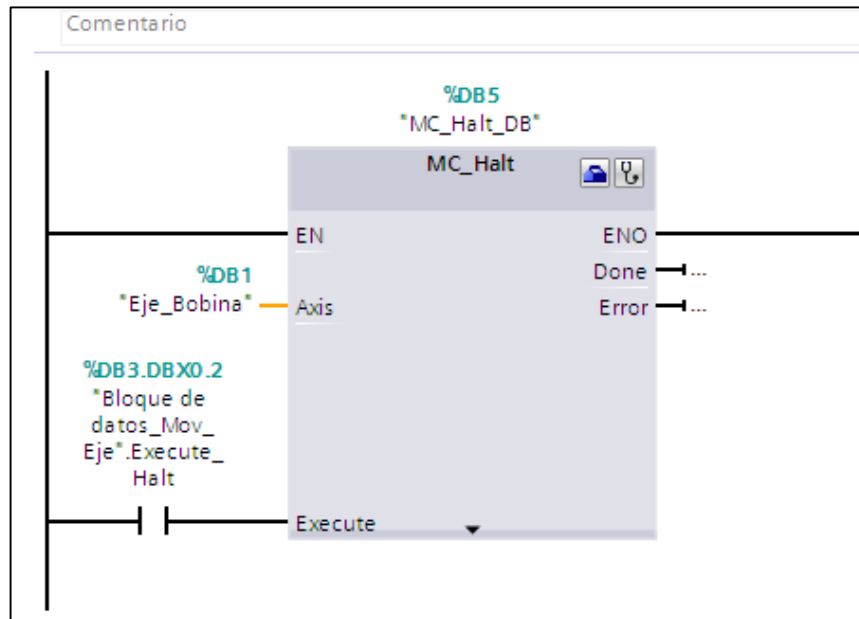 Comentario
%DB5
"MC_Halt_DB"
MC_Halt
EN
ENO
Done
...
%DB1
"Eje_Bobina"
Axis
Error
...
%DB3.DBX0.2
"Bloque de
datos_Mov_
Eje".Execute_
Halt
Execute